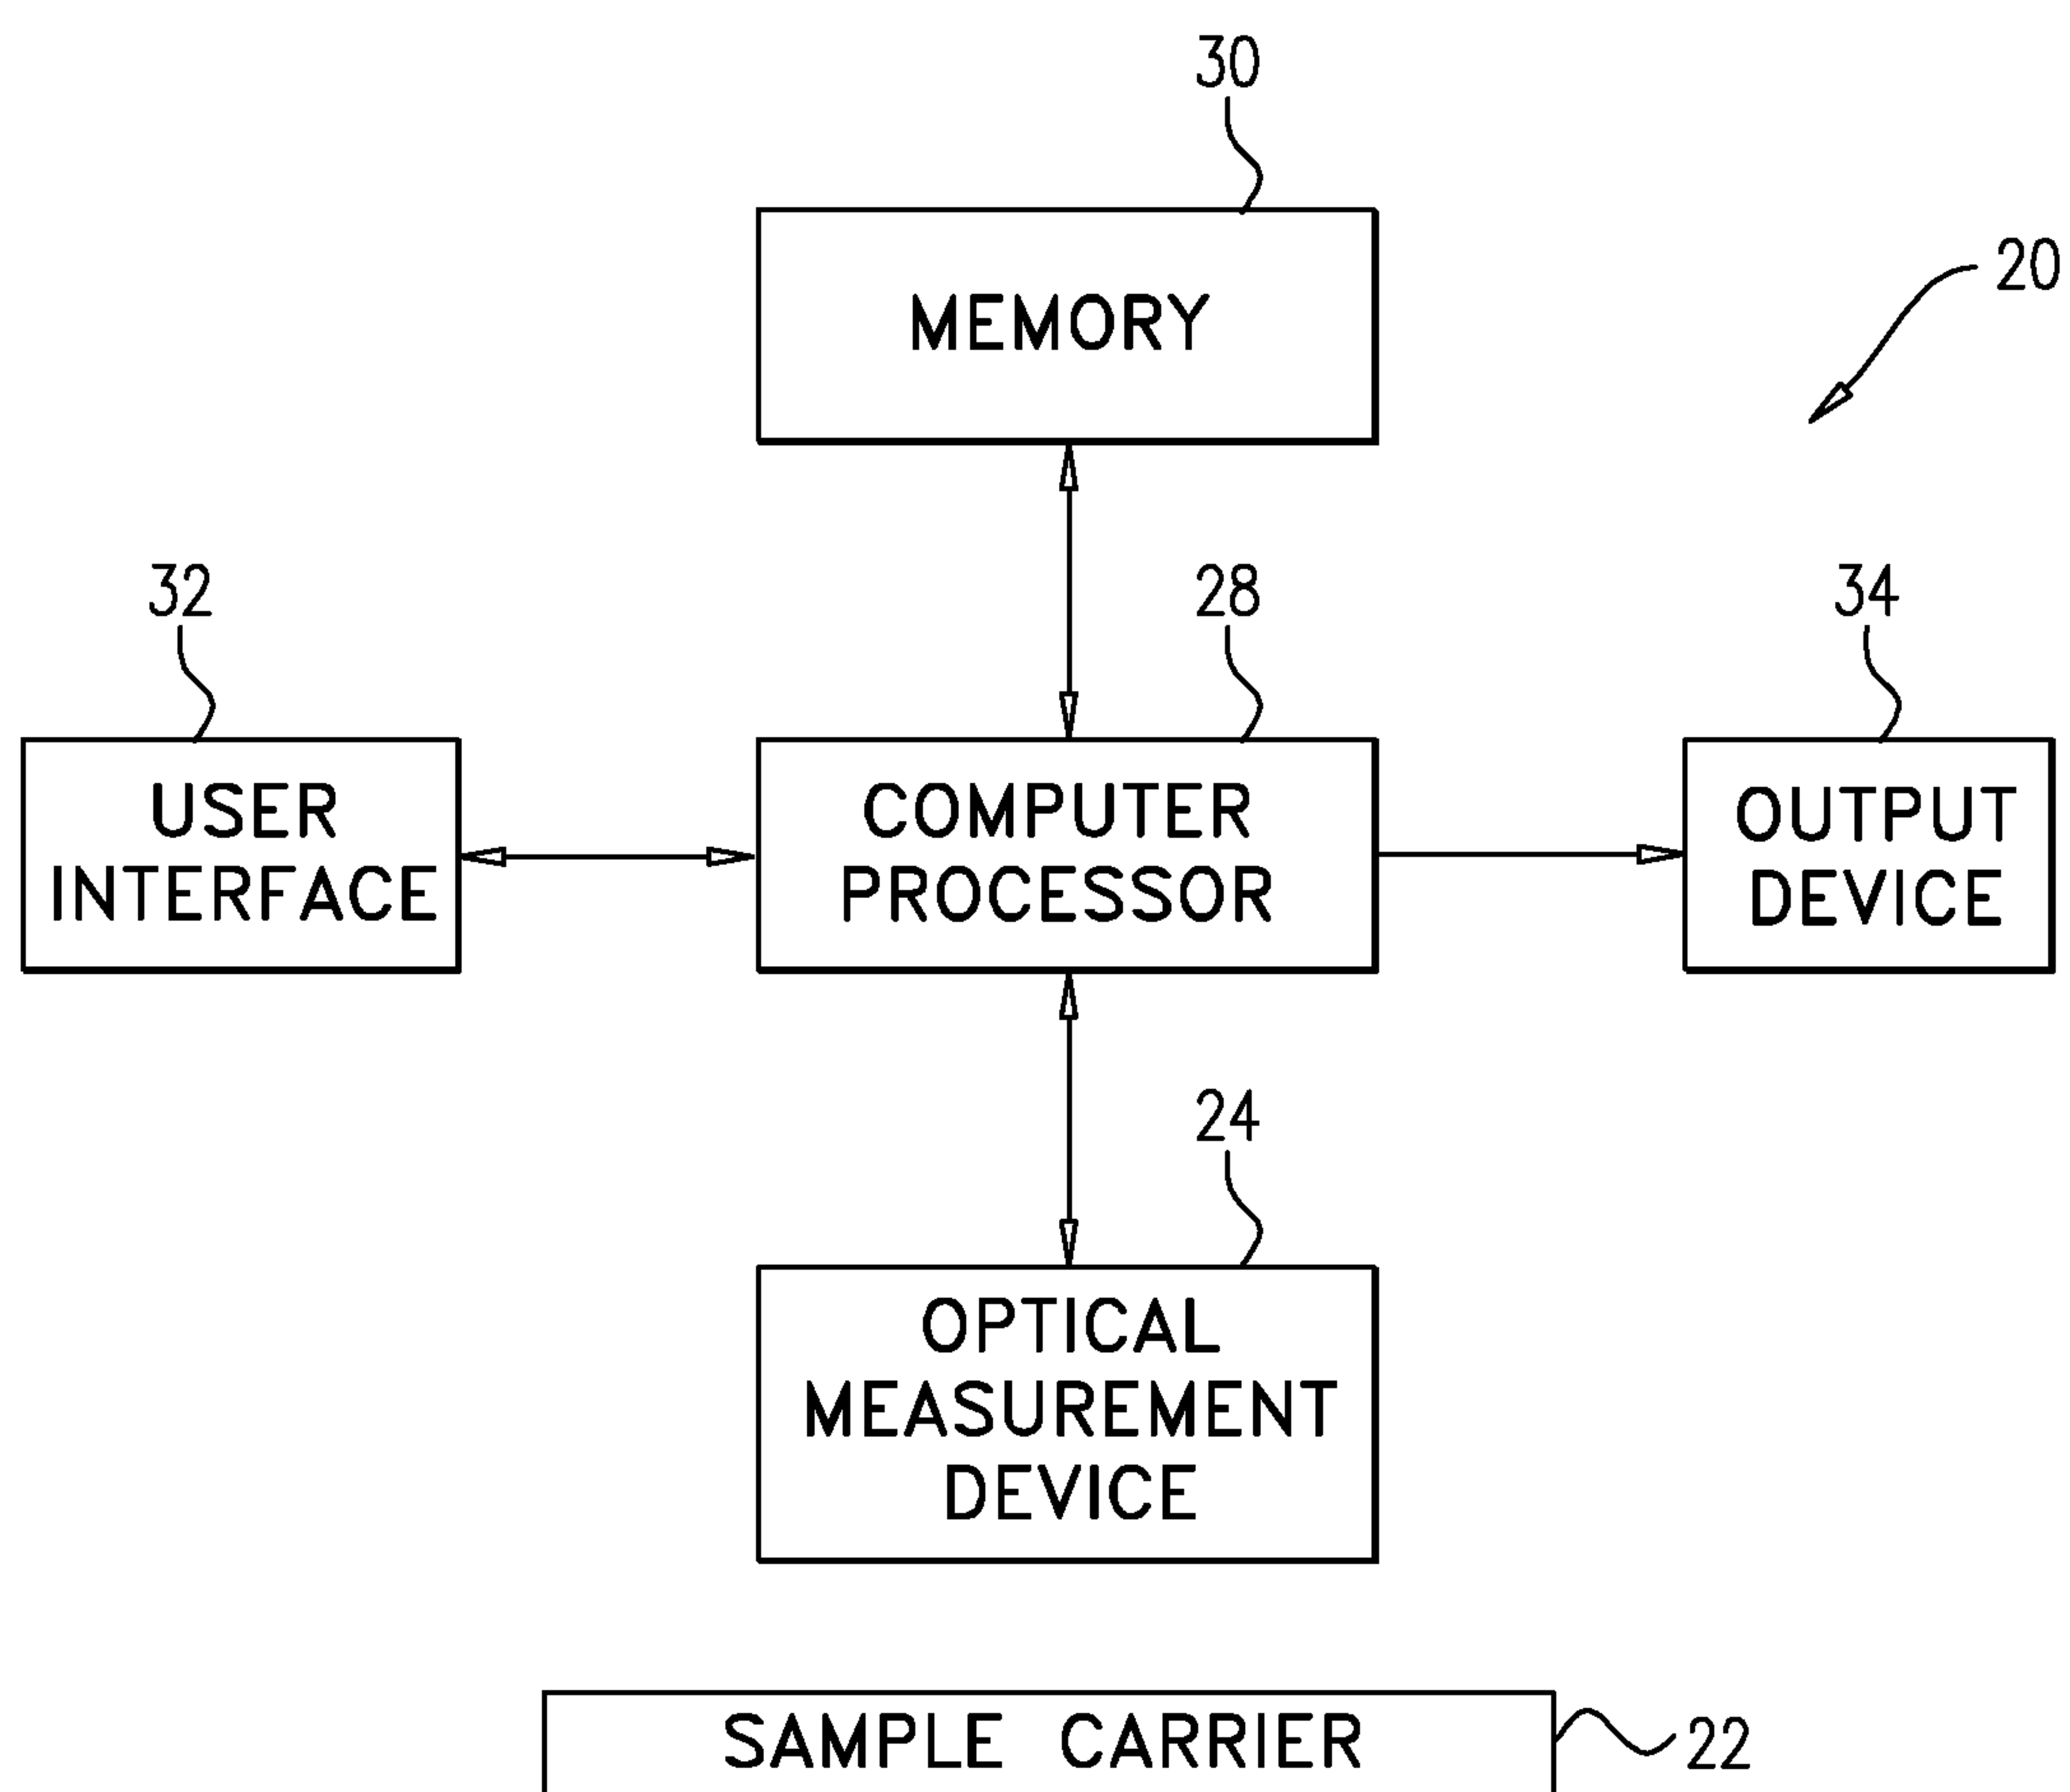 30
20
MEMORY
32
28
34
USER
INTERFACE
COMPUTER
PROCESSOR
OUTPUT
DEVICE
24
OPTICAL
MEASUREMENT
DEVICE
SAMPLE CARRIER
22